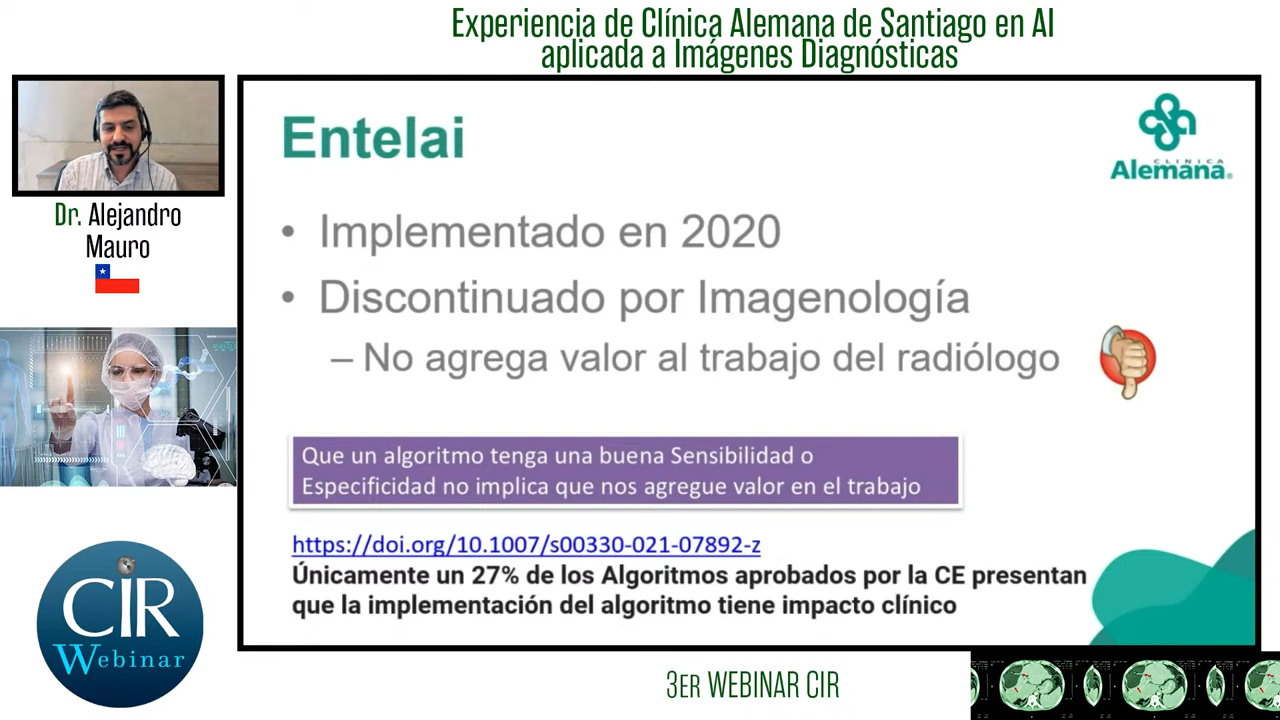 Experiencia de Clínica Alemana de Santiago en AI
aplicada a Imágenes Diagnósticas
Dr. Alejandro
Mauro
Entelai
CLINICA
Alemana®
• Implementado en 2020
• Discontinuado por Imagenología
– No agrega valor al trabajo del radiólogo
Que un algoritmo tenga una buena Sensibilidad o
Especificidad no implica que nos agregue valor en el trabajo
https://doi.org/10.1007/s00330-021-07892-z
Únicamente un 27% de los Algoritmos aprobados por la CE presentan
que la implementación del algoritmo tiene impacto clínico
CIR
Webinar
3ER WEBINAR CIR